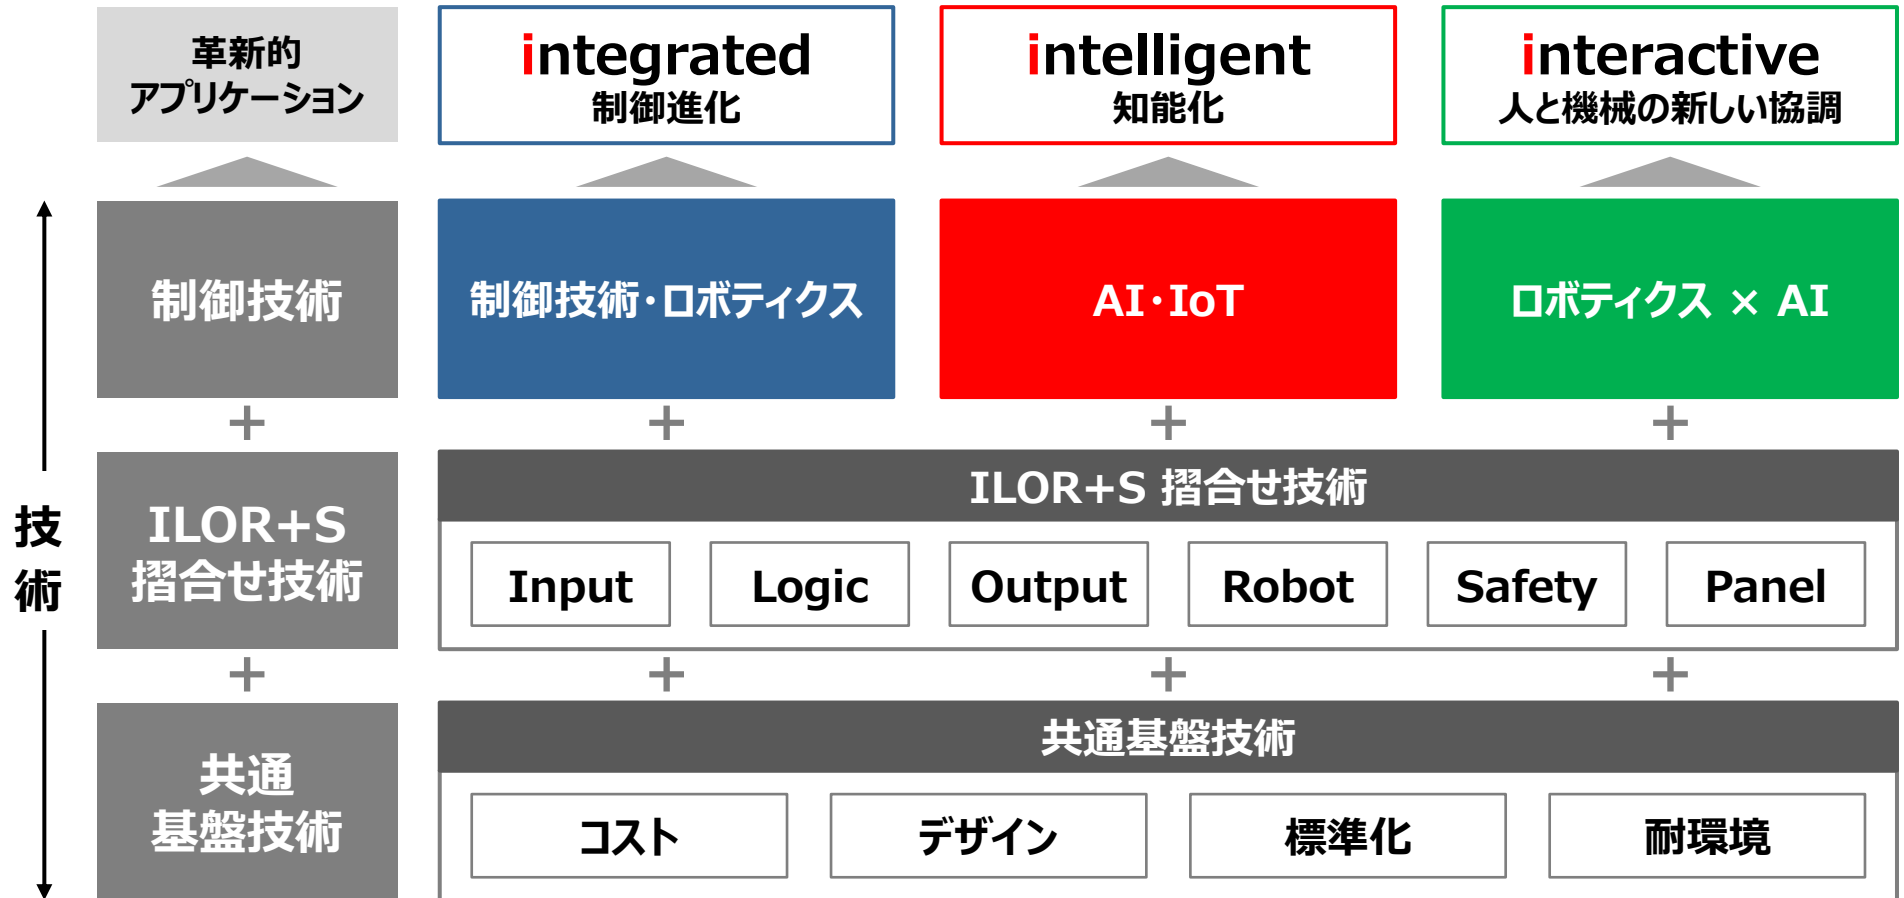 革新的
アプリケーション
integrated
制御進化
intelligent
知能化
interactive
人と機械の新しい協調
技術
制御技術
制御技術・ロボティクス
AI・IoT
ロボティクス × AI
+
+
+
+
ILOR+S
摺合せ技術
ILOR+S 摺合せ技術
Input
Logic
Output
Robot
Safety
Panel
+
+
+
+
共通
基盤技術
共通基盤技術
コスト
デザイン
標準化
耐環境